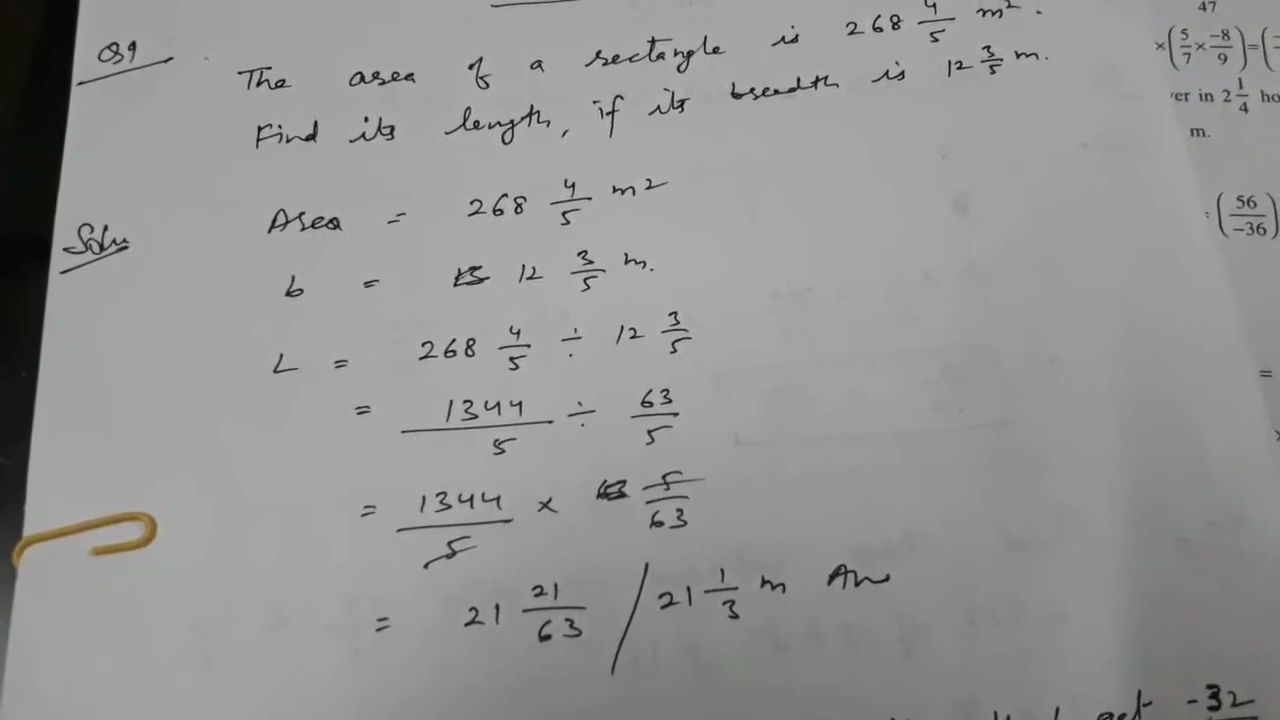 Q9
The area of a rectangle is 268 4/5 m².
Find its length, if its breadth is 12 3/5 m.
Soln
Area = 268 4/5 m²
b = 12 3/5 m.
L = 268 4/5 ÷ 12 3/5
= 1344/5 ÷ 63/5
= 1344/5 × 5/63
= 21 21/63 / 21 1/3 m Ans
47
×(5/7×-8/9)=(
er in 2 1/4 ho
m.
=(56/-36)
=
get -32